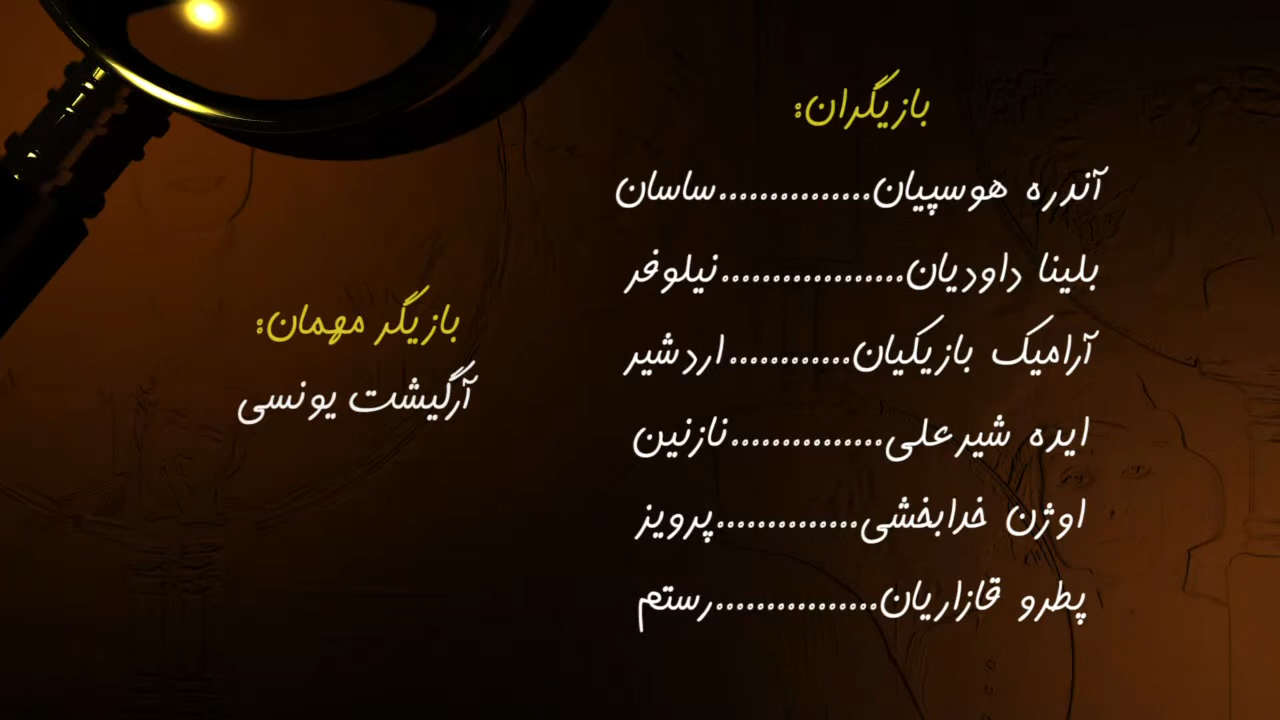 بازیگران:
آندره هوسپیان...............ساسان
بلینا داودیان..................نیلوفر
آرامیک بازیکیان............اردشیر
ایده شیرعلی...............نازنین
اوژن خدابخشی..............پرویز
پطرو قازاریان................رستم
بازیگر مهمان:
آرگیشت یونسی